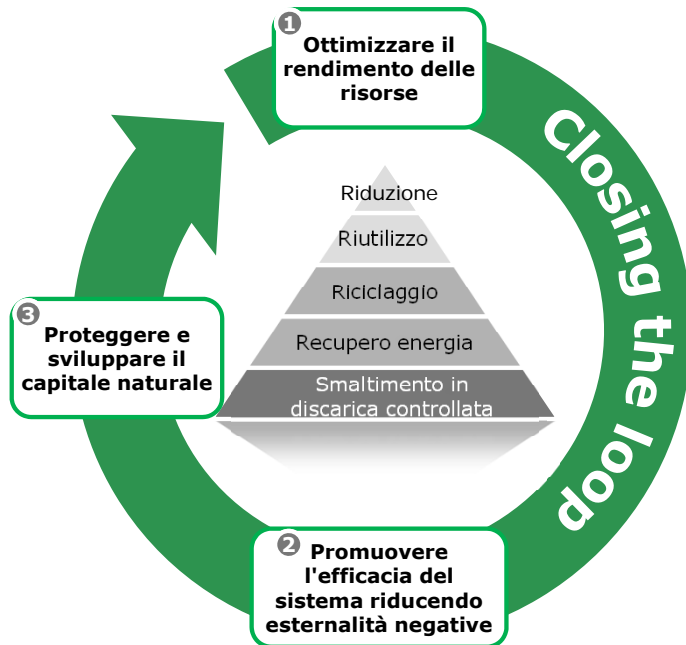 1
Ottimizzare il
rendimento delle
risorse
Closing the loop
Riduzione
Riutilizzo
Riciclaggio
Recupero energia
Smaltimento in
discarica controllata
3
Proteggere e
sviluppare il
capitale naturale
2
Promuovere
l'efficacia del
sistema riducendo
esternalità negative